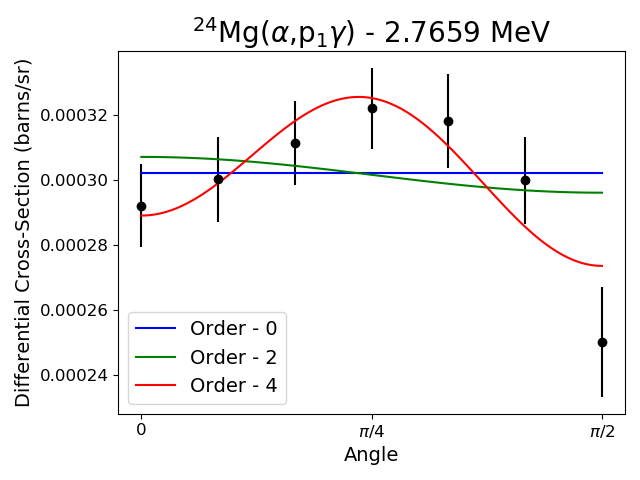 ²⁴Mg(α,p₁γ) - 2.7659 MeV
Differential Cross-Section (barns/sr)
0.00032
0.00030
0.00028
0.00026
0.00024
Order - 0
Order - 2
Order - 4
0 π/4 π/2
Angle